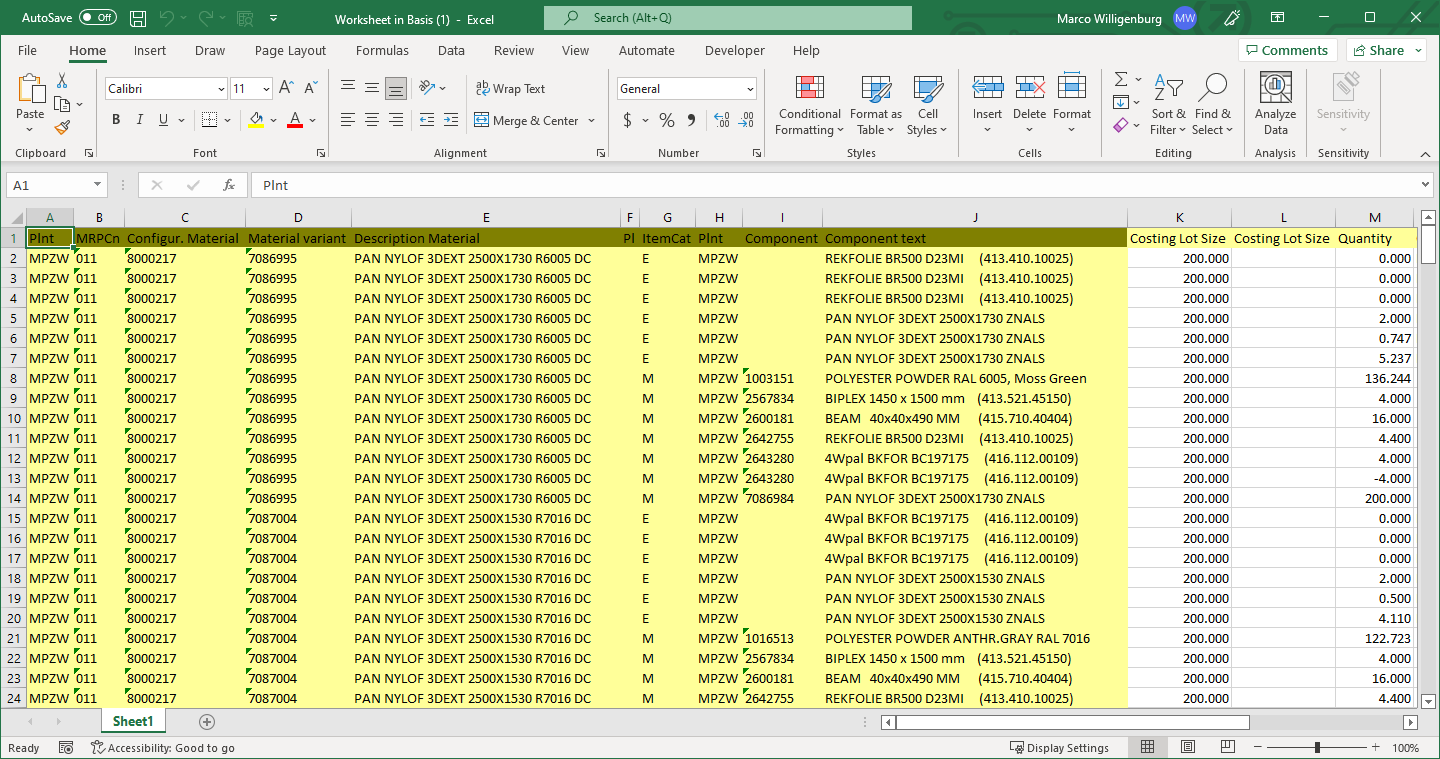 AutoSave Off Worksheet in Basis (1) - Excel Search (Alt+Q) Marco Willigenburg MW
File Home Insert Draw Page Layout Formulas Data Review View Automate Developer Help Comments Share
Paste Calibri 11 A A ab Wrap Text General Conditional Formatting Format as Table Cell Styles Insert Delete Format Sort & Filter Find & Select Analyze Data Sensitivity
B I U A Merge & Center $ % 9
Clipboard Font Alignment Number Styles Cells Editing Analysis Sensitivity
A1 fx Plnt
A B C D E F G H I J K L M
1 Plnt MRPCn Configur. Material Material variant Description Material Pl ItemCat Plnt Component Component text Costing Lot Size Costing Lot Size Quantity
2 MPZW 011 8000217 7086995 PAN NYLOF 3DEXT 2500X1730 R6005 DC E MPZW REKFOLIE BR500 D23MI (413.410.10025) 200.000 0.000
3 MPZW 011 8000217 7086995 PAN NYLOF 3DEXT 2500X1730 R6005 DC E MPZW REKFOLIE BR500 D23MI (413.410.10025) 200.000 0.000
4 MPZW 011 8000217 7086995 PAN NYLOF 3DEXT 2500X1730 R6005 DC E MPZW REKFOLIE BR500 D23MI (413.410.10025) 200.000 0.000
5 MPZW 011 8000217 7086995 PAN NYLOF 3DEXT 2500X1730 R6005 DC E MPZW PAN NYLOF 3DEXT 2500X1730 ZNALS 200.000 2.000
6 MPZW 011 8000217 7086995 PAN NYLOF 3DEXT 2500X1730 R6005 DC E MPZW PAN NYLOF 3DEXT 2500X1730 ZNALS 200.000 0.747
7 MPZW 011 8000217 7086995 PAN NYLOF 3DEXT 2500X1730 R6005 DC E MPZW PAN NYLOF 3DEXT 2500X1730 ZNALS 200.000 5.237
8 MPZW 011 8000217 7086995 PAN NYLOF 3DEXT 2500X1730 R6005 DC M MPZW 1003151 POLYESTER POWDER RAL 6005, Moss Green 200.000 136.244
9 MPZW 011 8000217 7086995 PAN NYLOF 3DEXT 2500X1730 R6005 DC M MPZW 2567834 BIPLEX 1450 x 1500 mm (413.521.45150) 200.000 4.000
10 MPZW 011 8000217 7086995 PAN NYLOF 3DEXT 2500X1730 R6005 DC M MPZW 2600181 BEAM 40x40x490 MM (415.710.40404) 200.000 16.000
11 MPZW 011 8000217 7086995 PAN NYLOF 3DEXT 2500X1730 R6005 DC M MPZW 2642755 REKFOLIE BR500 D23MI (413.410.10025) 200.000 4.400
12 MPZW 011 8000217 7086995 PAN NYLOF 3DEXT 2500X1730 R6005 DC M MPZW 2643280 4Wpal BKFOR BC197175 (416.112.00109) 200.000 4.000
13 MPZW 011 8000217 7086995 PAN NYLOF 3DEXT 2500X1730 R6005 DC M MPZW 2643280 4Wpal BKFOR BC197175 (416.112.00109) 200.000 -4.000
14 MPZW 011 8000217 7086995 PAN NYLOF 3DEXT 2500X1730 R6005 DC M MPZW 7086984 PAN NYLOF 3DEXT 2500X1730 ZNALS 200.000 200.000
15 MPZW 011 8000217 7087004 PAN NYLOF 3DEXT 2500X1530 R7016 DC E MPZW 4Wpal BKFOR BC197175 (416.112.00109) 200.000 0.000
16 MPZW 011 8000217 7087004 PAN NYLOF 3DEXT 2500X1530 R7016 DC E MPZW 4Wpal BKFOR BC197175 (416.112.00109) 200.000 0.000
17 MPZW 011 8000217 7087004 PAN NYLOF 3DEXT 2500X1530 R7016 DC E MPZW 4Wpal BKFOR BC197175 (416.112.00109) 200.000 0.000
18 MPZW 011 8000217 7087004 PAN NYLOF 3DEXT 2500X1530 R7016 DC E MPZW PAN NYLOF 3DEXT 2500X1530 ZNALS 200.000 2.000
19 MPZW 011 8000217 7087004 PAN NYLOF 3DEXT 2500X1530 R7016 DC E MPZW PAN NYLOF 3DEXT 2500X1530 ZNALS 200.000 0.500
20 MPZW 011 8000217 7087004 PAN NYLOF 3DEXT 2500X1530 R7016 DC E MPZW PAN NYLOF 3DEXT 2500X1530 ZNALS 200.000 4.110
21 MPZW 011 8000217 7087004 PAN NYLOF 3DEXT 2500X1530 R7016 DC M MPZW 1016513 POLYESTER POWDER ANTHR.GRAY RAL 7016 200.000 122.723
22 MPZW 011 8000217 7087004 PAN NYLOF 3DEXT 2500X1530 R7016 DC M MPZW 2567834 BIPLEX 1450 x 1500 mm (413.521.45150) 200.000 4.000
23 MPZW 011 8000217 7087004 PAN NYLOF 3DEXT 2500X1530 R7016 DC M MPZW 2600181 BEAM 40x40x490 MM (415.710.40404) 200.000 16.000
24 MPZW 011 8000217 7087004 PAN NYLOF 3DEXT 2500X1530 R7016 DC M MPZW 2642755 REKFOLIE BR500 D23MI (413.410.10025) 200.000 4.400
Sheet1
Ready Accessibility: Good to go Display Settings 100%